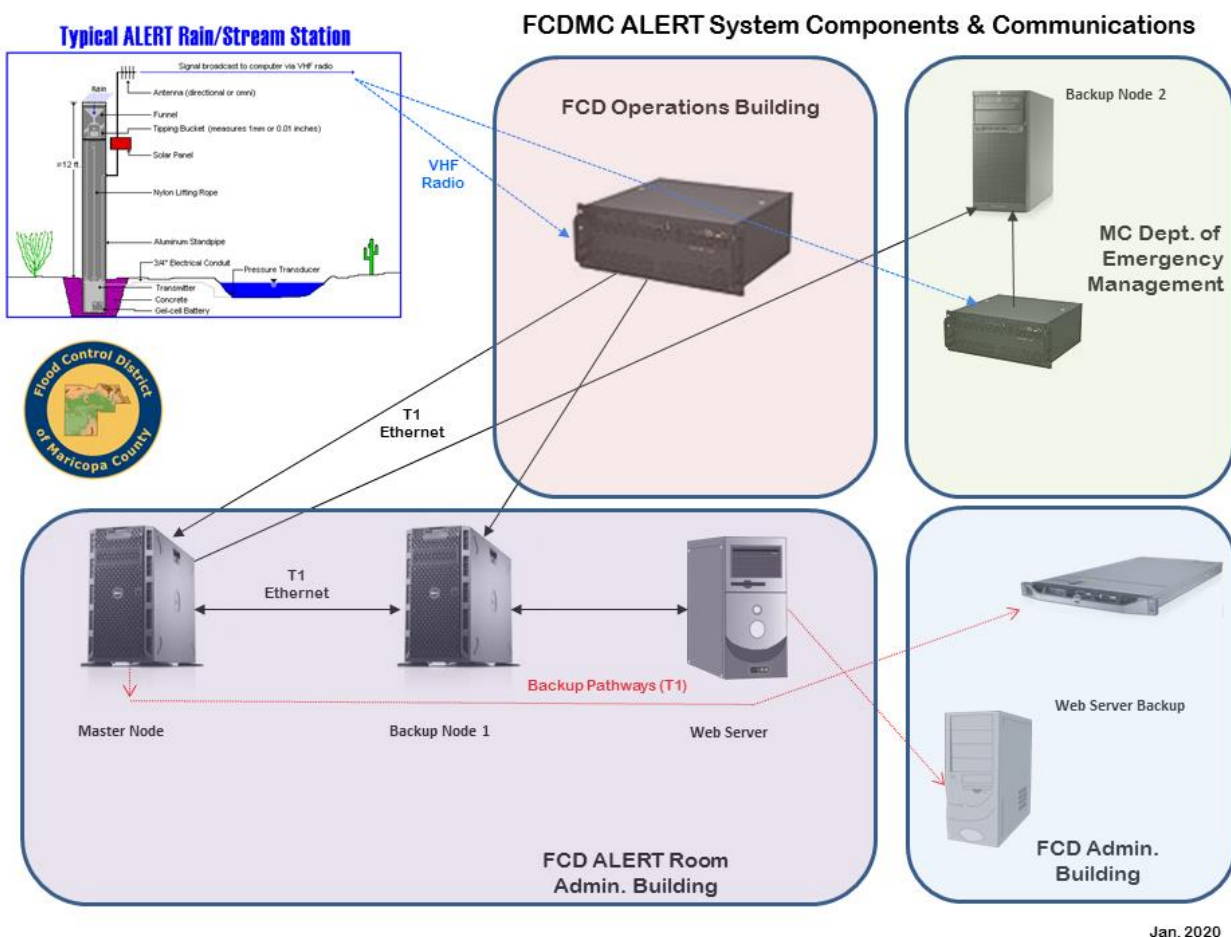 FCDMC ALERT System Components & Communications
Typical ALERT Rain/Stream Station
Signal broadcast to computer via VHF radio
Rain
Antenna (directional or omni)
Funnel
Tipping Bucket (measures 1mm or 0.01 inches)
Solar Panel
≅12 ft.
Nylon Lifting Rope
Aluminum Standpipe
3/4" Electrical Conduit
Pressure Transducer
Transmitter
Concrete
Gel-cell Battery
FCD Operations Building
VHF
Radio
Backup Node 2
MC Dept. of
Emergency
Management
Flood Control District
of Maricopa County
T1
Ethernet
T1
Ethernet
Backup Pathways (T1)
Master Node
Backup Node 1
Web Server
FCD ALERT Room
Admin. Building
Web Server Backup
FCD Admin.
Building
Jan. 2020